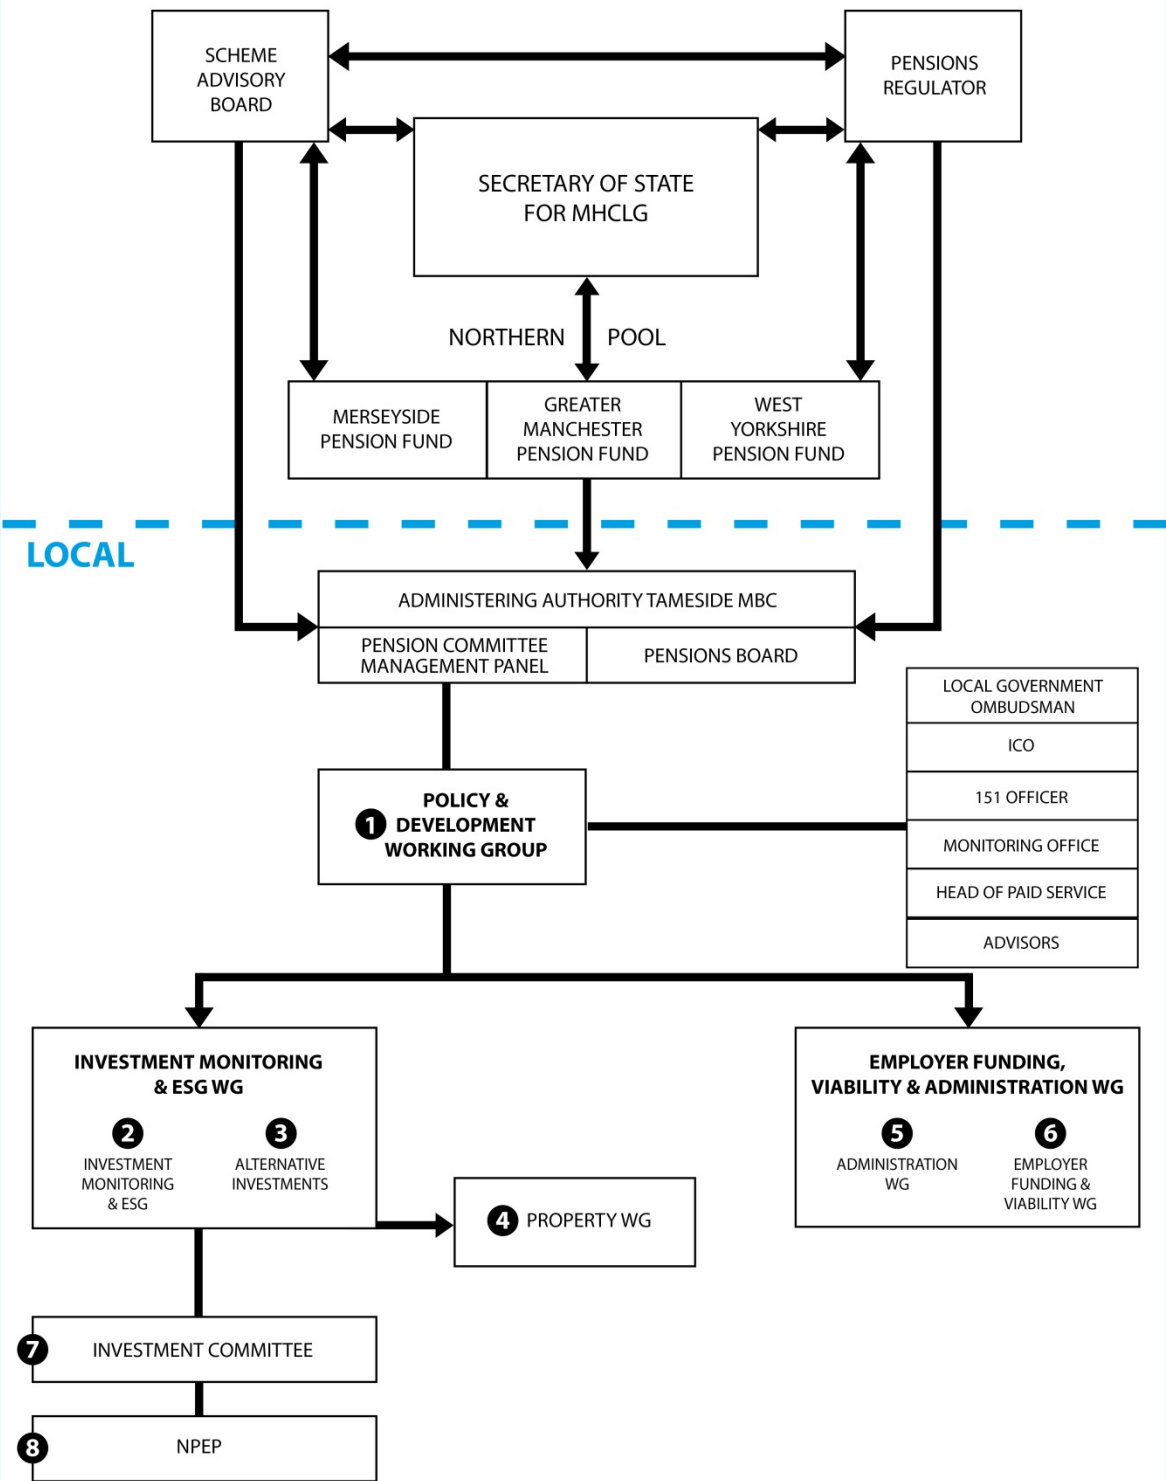 SCHEME
ADVISORY
BOARD
PENSIONS
REGULATOR
SECRETARY OF STATE
FOR MHCLG
NORTHERN POOL
MERSEYSIDE
PENSION FUND
GREATER
MANCHESTER
PENSION FUND
WEST
YORKSHIRE
PENSION FUND
LOCAL
ADMINISTERING AUTHORITY TAMESIDE MBC
PENSION COMMITTEE
MANAGEMENT PANEL
PENSIONS BOARD
LOCAL GOVERNMENT
OMBUDSMAN
ICO
151 OFFICER
MONITORING OFFICE
HEAD OF PAID SERVICE
ADVISORS
1
POLICY &
DEVELOPMENT
WORKING GROUP
INVESTMENT MONITORING
& ESG WG
2
INVESTMENT
MONITORING
& ESG
3
ALTERNATIVE
INVESTMENTS
4 PROPERTY WG
EMPLOYER FUNDING,
VIABILITY & ADMINISTRATION WG
5
ADMINISTRATION
WG
6
EMPLOYER
FUNDING &
VIABILITY WG
7 INVESTMENT COMMITTEE
8 NPEP